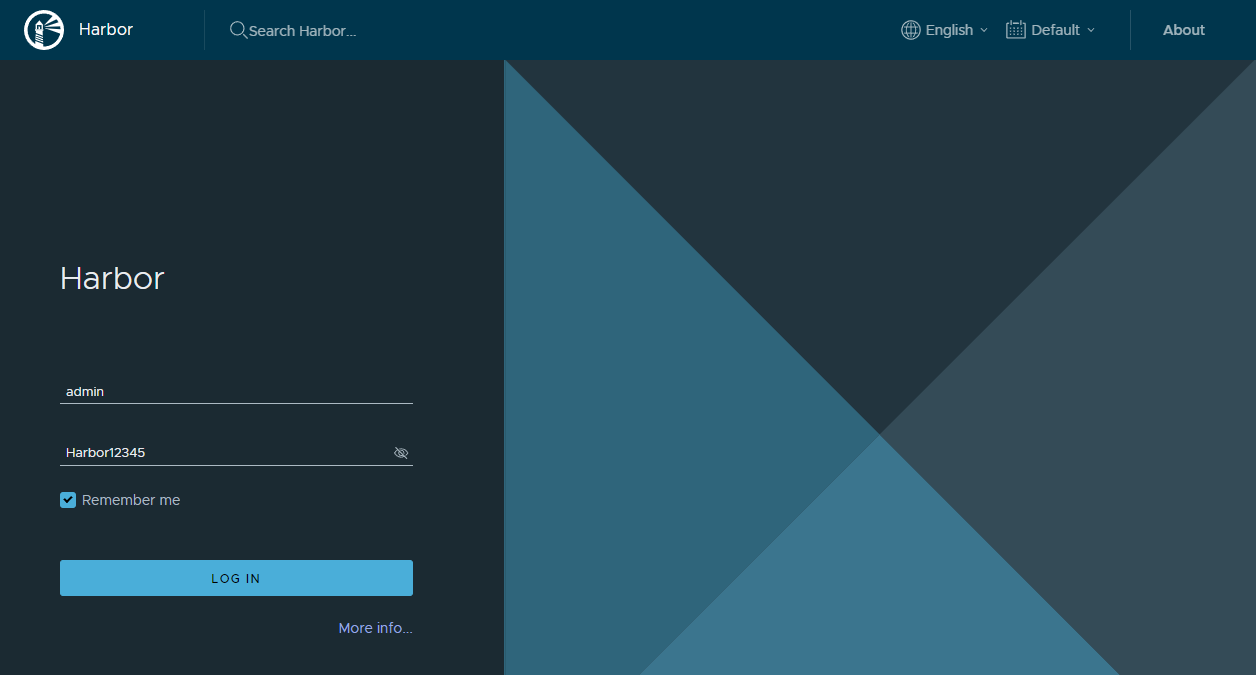 Harbor
Search Harbor...
English
Default
About
Harbor
admin
Harbor12345
Remember me
LOG IN
More info...